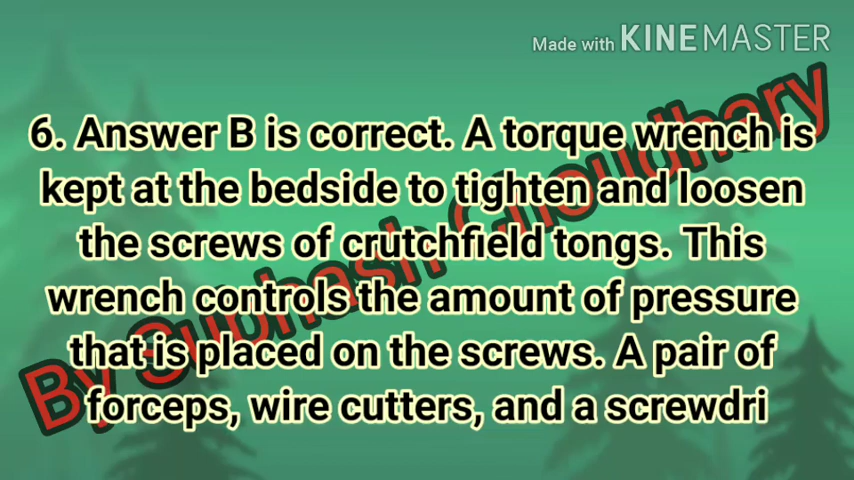 Made with KINEMASTER
6. Answer B is correct. A torque wrench is
kept at the bedside to tighten and loosen
the screws of crutchfield tongs. This
wrench controls the amount of pressure
that is placed on the screws. A pair of
forceps, wire cutters, and a screwdri
By Subhash Choudhary